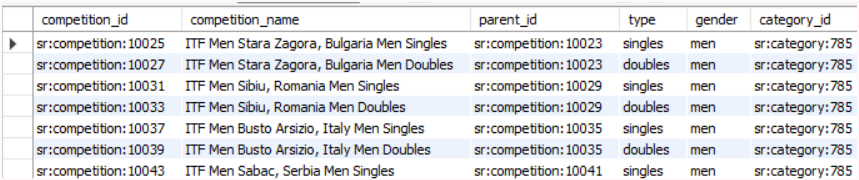 competition_id competition_name parent_id type gender category_id
sr:competition:10025 ITF Men Stara Zagora, Bulgaria Men Singles sr:competition:10023 singles men sr:category:785
sr:competition:10027 ITF Men Stara Zagora, Bulgaria Men Doubles sr:competition:10023 doubles men sr:category:785
sr:competition:10031 ITF Men Sibiu, Romania Men Singles sr:competition:10029 singles men sr:category:785
sr:competition:10033 ITF Men Sibiu, Romania Men Doubles sr:competition:10029 doubles men sr:category:785
sr:competition:10037 ITF Men Busto Arsizio, Italy Men Singles sr:competition:10035 singles men sr:category:785
sr:competition:10039 ITF Men Busto Arsizio, Italy Men Doubles sr:competition:10035 doubles men sr:category:785
sr:competition:10043 ITF Men Sabac, Serbia Men Singles sr:competition:10041 singles men sr:category:785